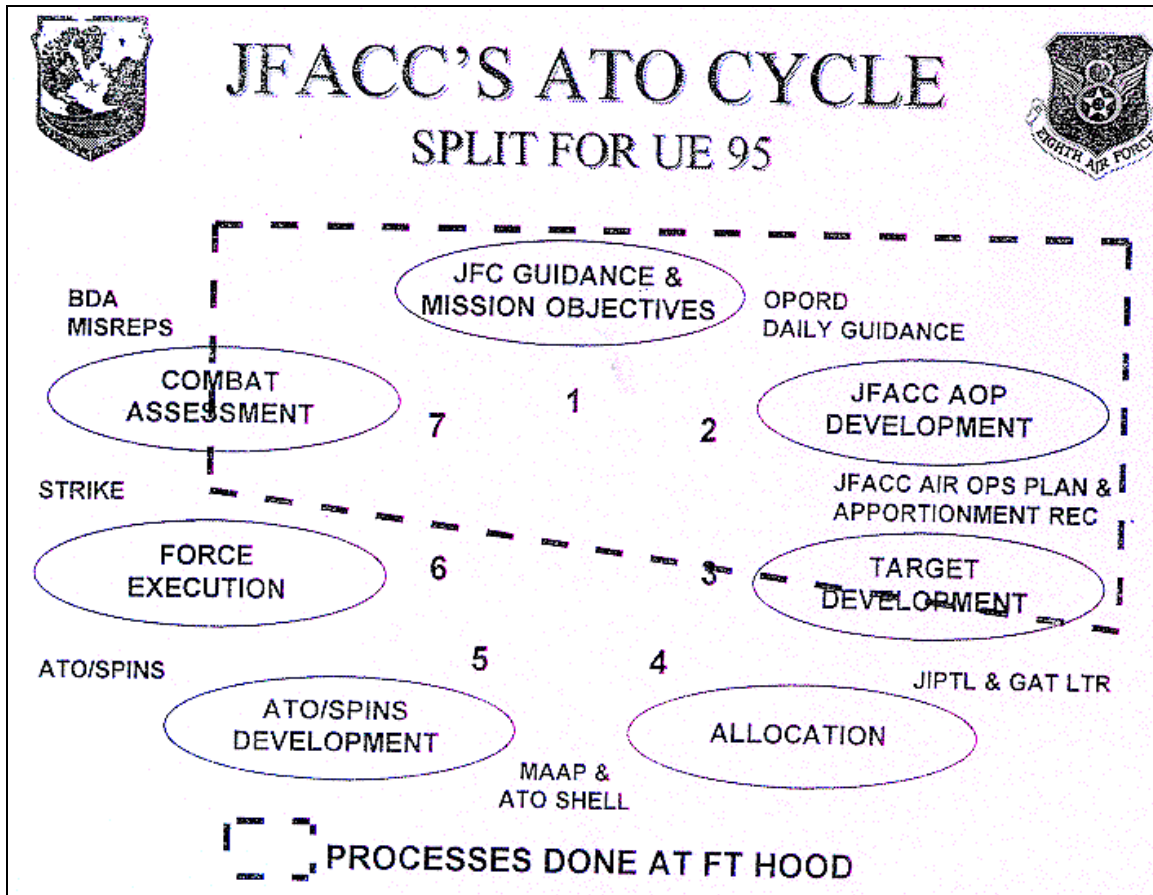 JFACC'S ATO CYCLE
SPLIT FOR UE 95
EIGHTH AIR FORCE
JFC GUIDANCE &
MISSION OBJECTIVES
BDA
MISREPS
OPORD
DAILY GUIDANCE
COMBAT
ASSESSMENT
7
1
2
JFACC AOP
DEVELOPMENT
STRIKE
JFACC AIR OPS PLAN &
APPORTIONMENT REC
FORCE
EXECUTION
6
3
TARGET
DEVELOPMENT
ATO/SPINS
5
4
JIPTL & GAT LTR
ATO/SPINS
DEVELOPMENT
ALLOCATION
MAAP &
ATO SHELL
PROCESSES DONE AT FT HOOD